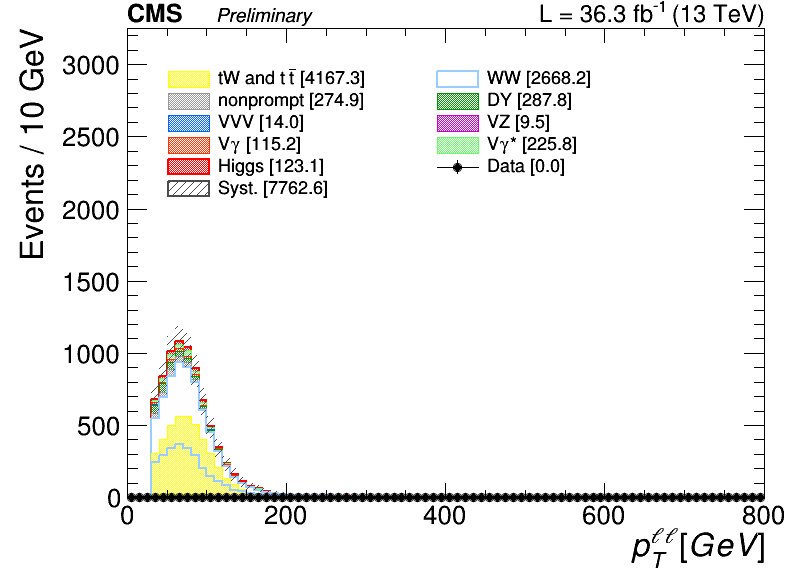 CMS Preliminary L = 36.3 fb⁻¹ (13 TeV)
Events / 10 GeV
3000
2500
2000
1500
1000
500
0
tW and t t̄ [4167.3]
nonprompt [274.9]
VVV [14.0]
Vγ [115.2]
Higgs [123.1]
Syst. [7762.6]
WW [2668.2]
DY [287.8]
VZ [9.5]
Vγ* [225.8]
Data [0.0]
0 200 400 600 800
p_T^{ℓℓ} [GeV]